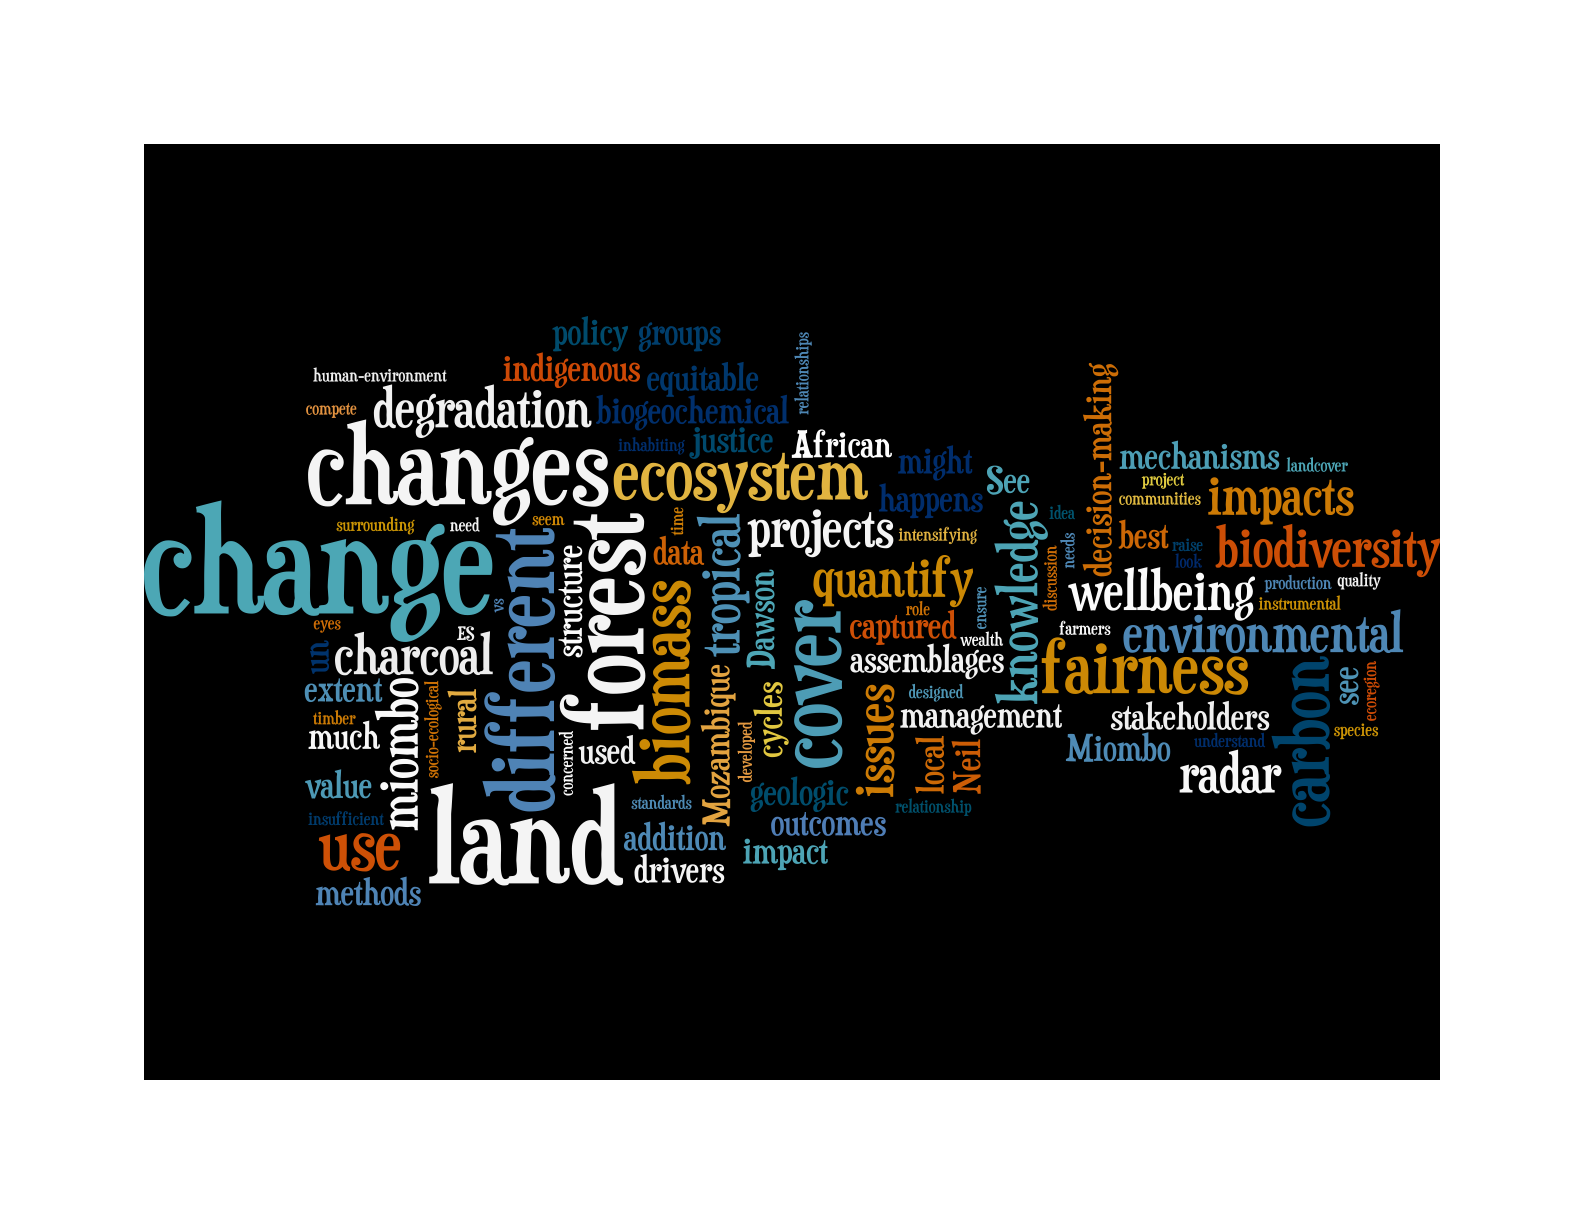 policy groups
indigenous
equitable
relationships
human-environment
compete
degradation
biogeochemical
inhabiting
justice
African
changes
ecosystem
might
happens
See
decision-making
mechanisms
landcover
project
communities
impacts
surrounding
need
seem
time
data
projects
intensifying
knowledge
idea
needs
discussion
best
raise
look
biodiversity
change
different
vs
structure
forest
biomass
tropical
Dawson
quantify
cover
role
captured
ensure
wealth
wellbeing
production
quality
instrumental
farmers
environmental
eyes
ES
un
charcoal
assemblages
fairness
extent
miombo
socio-ecological
rural
timber
much
concerned
used
Mozambique
developed
cycles
issues
designed
management
local
Neil
stakeholders
Miombo
understand
radar
carbon
see
ecoregion
species
value
insufficient
use
methods
land
standards
addition
drivers
geologic
outcomes
impact
relationship